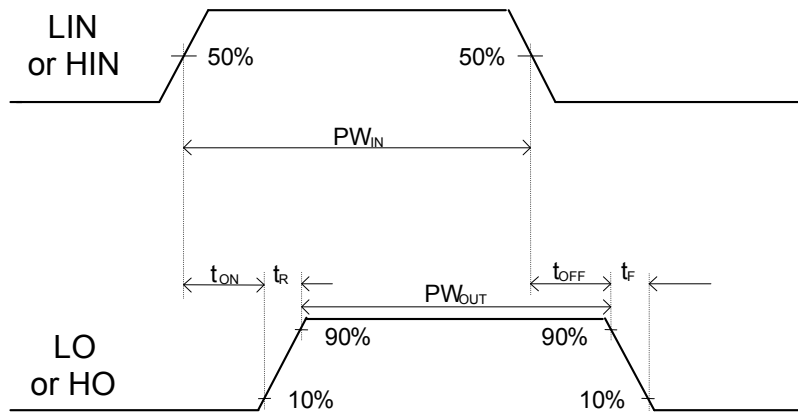 LIN
or HIN
50%
50%
PWIN
tON
tR
tOFF
tF
PWOUT
LO
or HO
90%
90%
10%
10%